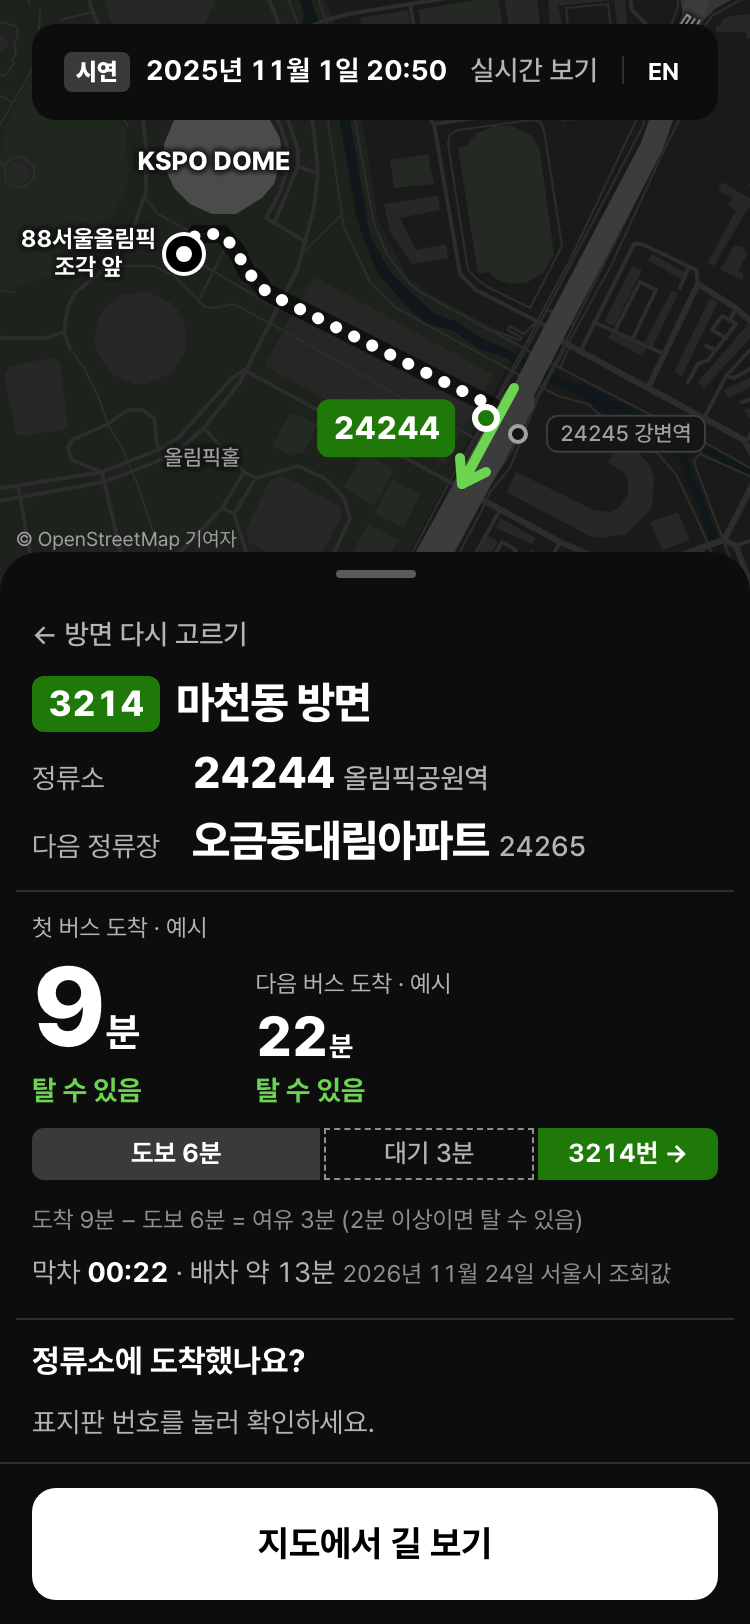 시연 2025년 11월 1일 20:50 실시간 보기 EN
KSPO DOME
88서울올림픽
조각 앞
24244
24245 강변역
올림픽홀
© OpenStreetMap 기여자
← 방면 다시 고르기
3214 마천동 방면
정류소 24244 올림픽공원역
다음 정류장 오금동대림아파트 24265
첫 버스 도착 · 예시
9분
탈 수 있음
다음 버스 도착 · 예시
22분
탈 수 있음
도보 6분 대기 3분 3214번 →
도착 9분 – 도보 6분 = 여유 3분 (2분 이상이면 탈 수 있음)
막차 00:22 · 배차 약 13분 2026년 11월 24일 서울시 조회값
정류소에 도착했나요?
표지판 번호를 눌러 확인하세요.
지도에서 길 보기